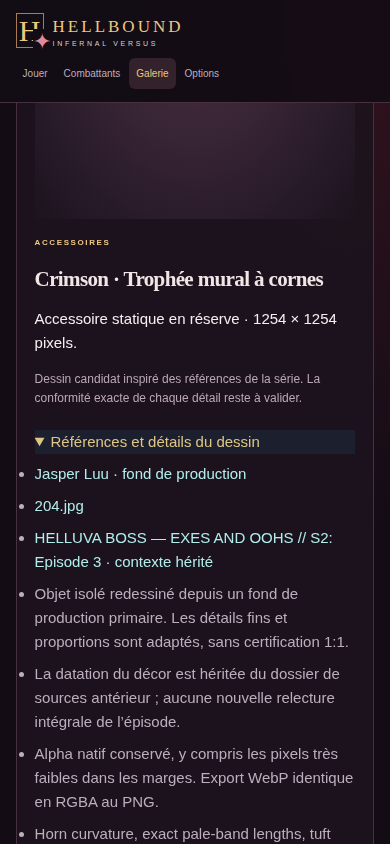 H HELLBOUND
INFERNAL VERSUS
Jouer Combattants Galerie Options
ACCESSOIRES
Crimson · Trophée mural à cornes
Accessoire statique en réserve · 1254 × 1254
pixels.
Dessin candidat inspiré des références de la série. La
conformité exacte de chaque détail reste à valider.
▼ Références et détails du dessin
• Jasper Luu · fond de production
• 204.jpg
• HELLUVA BOSS — EXES AND OOHS // S2:
Episode 3 · contexte hérité
• Objet isolé redessiné depuis un fond de
production primaire. Les détails fins et
proportions sont adaptés, sans certification 1:1.
• La datation du décor est héritée du dossier de
sources antérieur ; aucune nouvelle relecture
intégrale de l’épisode.
• Alpha natif conservé, y compris les pixels très
faibles dans les marges. Export WebP identique
en RGBA au PNG.
• Horn curvature, exact pale-band lengths, tuft